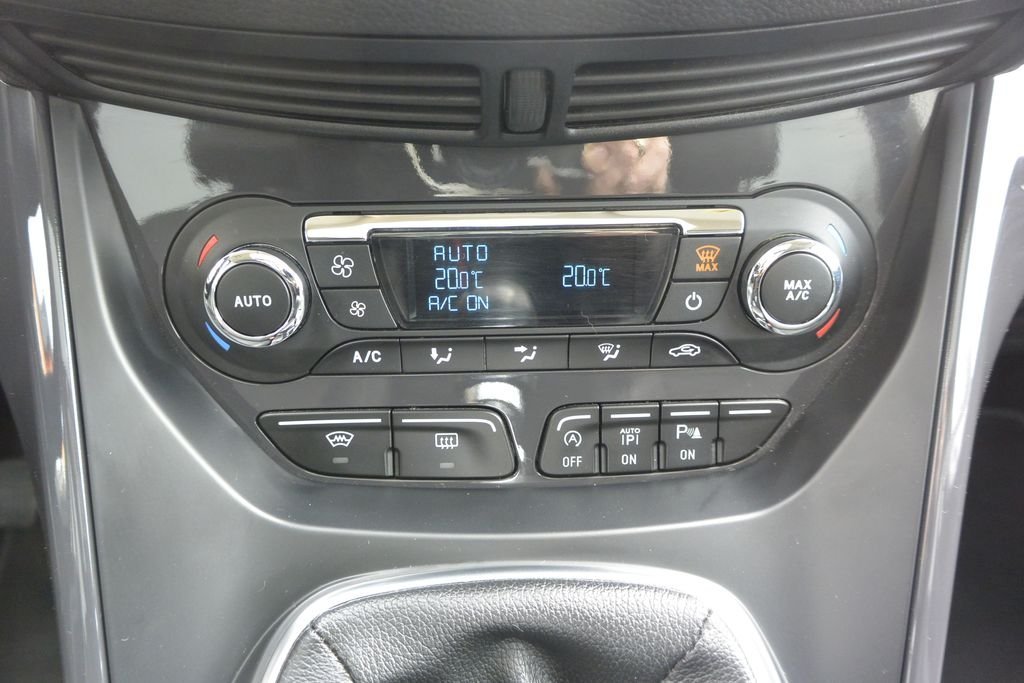 AUTO
20.0°C 20.0°C
A/C ON
MAX
AUTO
MAX
A/C
A/C
A
OFF
AUTO
P
ON
P
ON